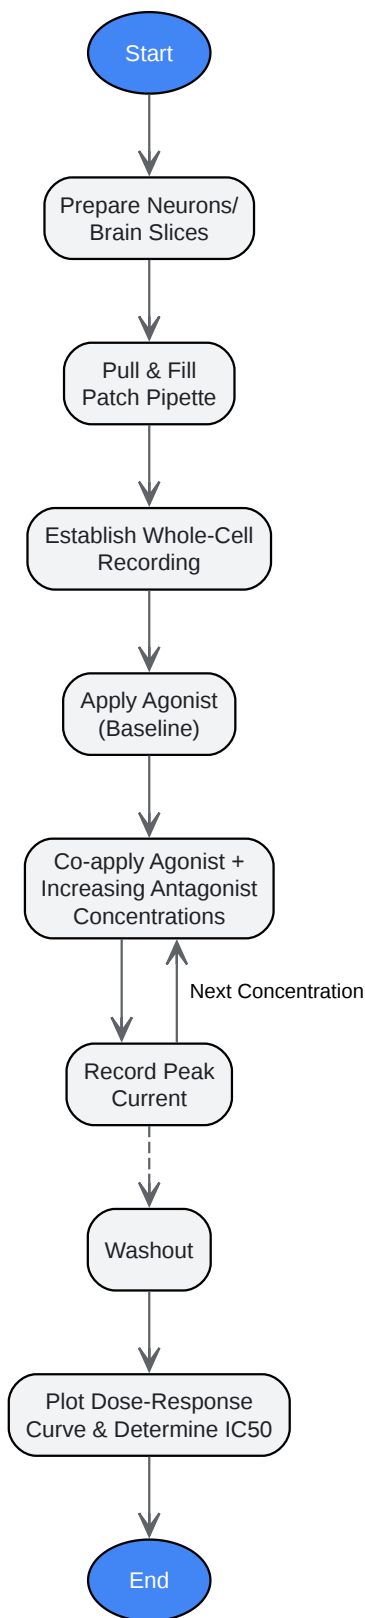 Start
Prepare Neurons/
Brain Slices
Pull & Fill
Patch Pipette
Establish Whole-Cell
Recording
Apply Agonist
(Baseline)
Co-apply Agonist +
Increasing Antagonist
Concentrations
Next Concentration
Record Peak
Current
Washout
Plot Dose-Response
Curve & Determine IC50
End